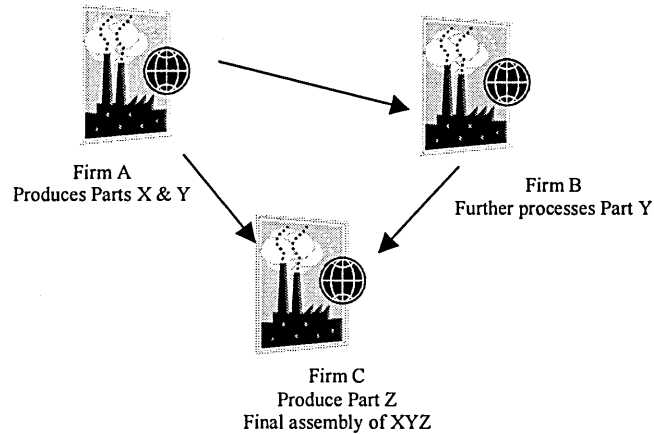 Firm A
Produces Parts X & Y
Firm B
Further processes Part Y
Firm C
Produce Part Z
Final assembly of XYZ